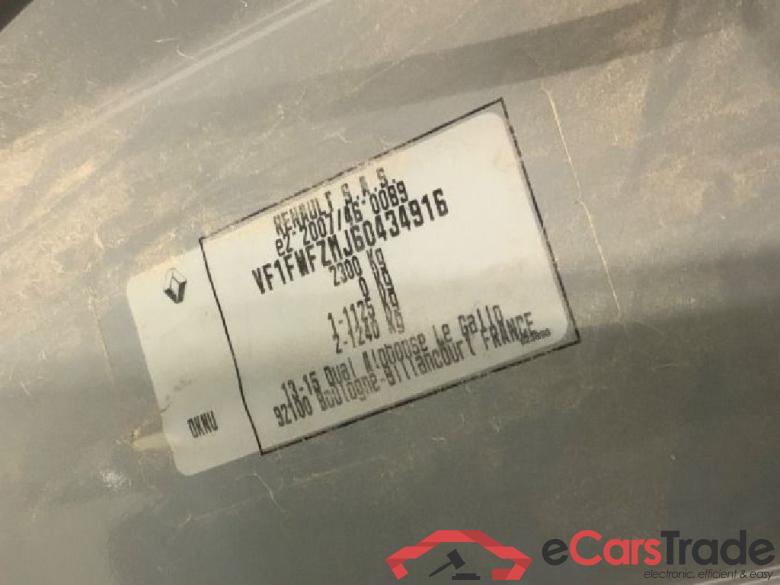 RENAULT S.A.S.
e2*2007/46*0089
VF1FWFZMJ60434916
2300 Kg
0 Kg
1-1125 Kg
2-1240 Kg
13-15 Quai Alphonse Le Gallo
92100 Boulogne-Billancourt FRANCE
OKNU
eCarsTrade
electronic, efficient & easy